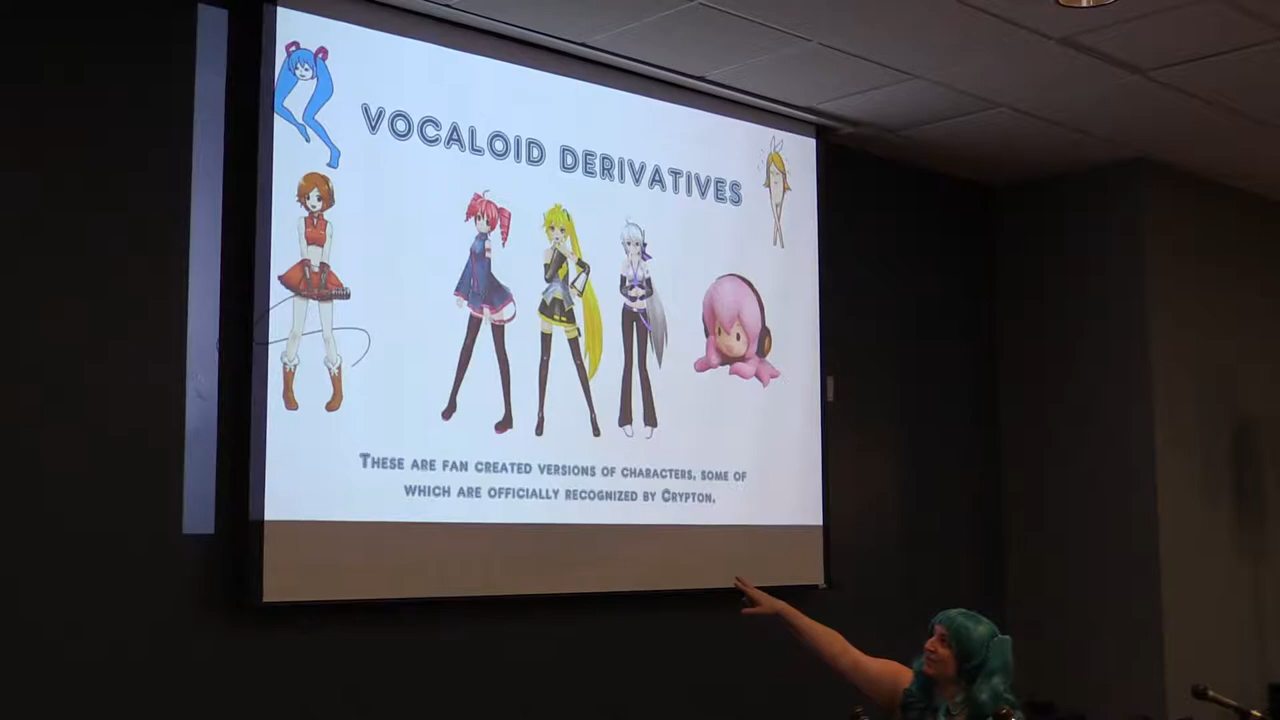 VOCALOID DERIVATIVES
THESE ARE FAN CREATED VERSIONS OF CHARACTERS, SOME OF
WHICH ARE OFFICIALLY RECOGNIZED BY CRYPTON.